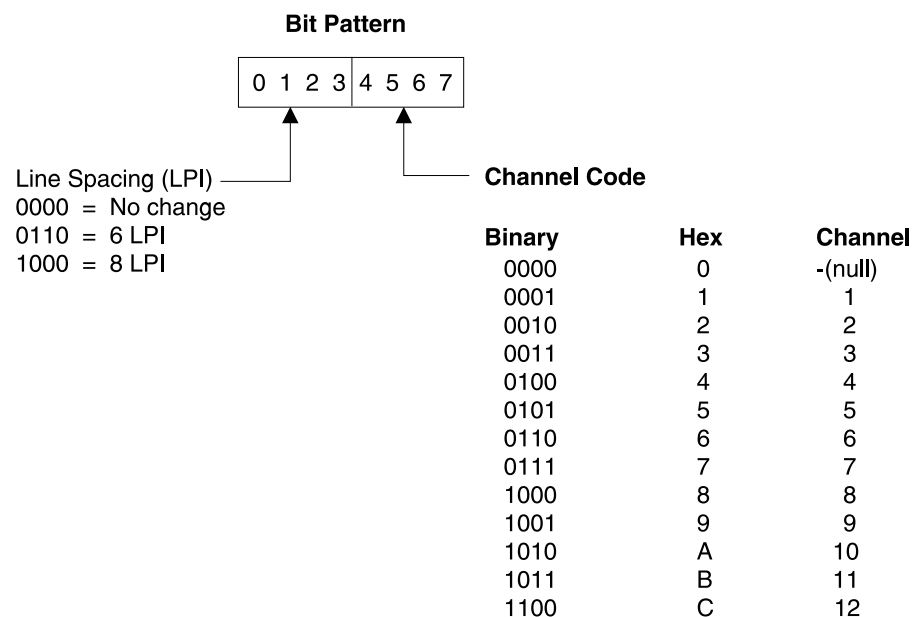 Bit Pattern
0 1 2 3 4 5 6 7
Line Spacing (LPI)
0000 = No change
0110 = 6 LPI
1000 = 8 LPI
Channel Code
Binary Hex Channel
0000 0 -(null)
0001 1 1
0010 2 2
0011 3 3
0100 4 4
0101 5 5
0110 6 6
0111 7 7
1000 8 8
1001 9 9
1010 A 10
1011 B 11
1100 C 12